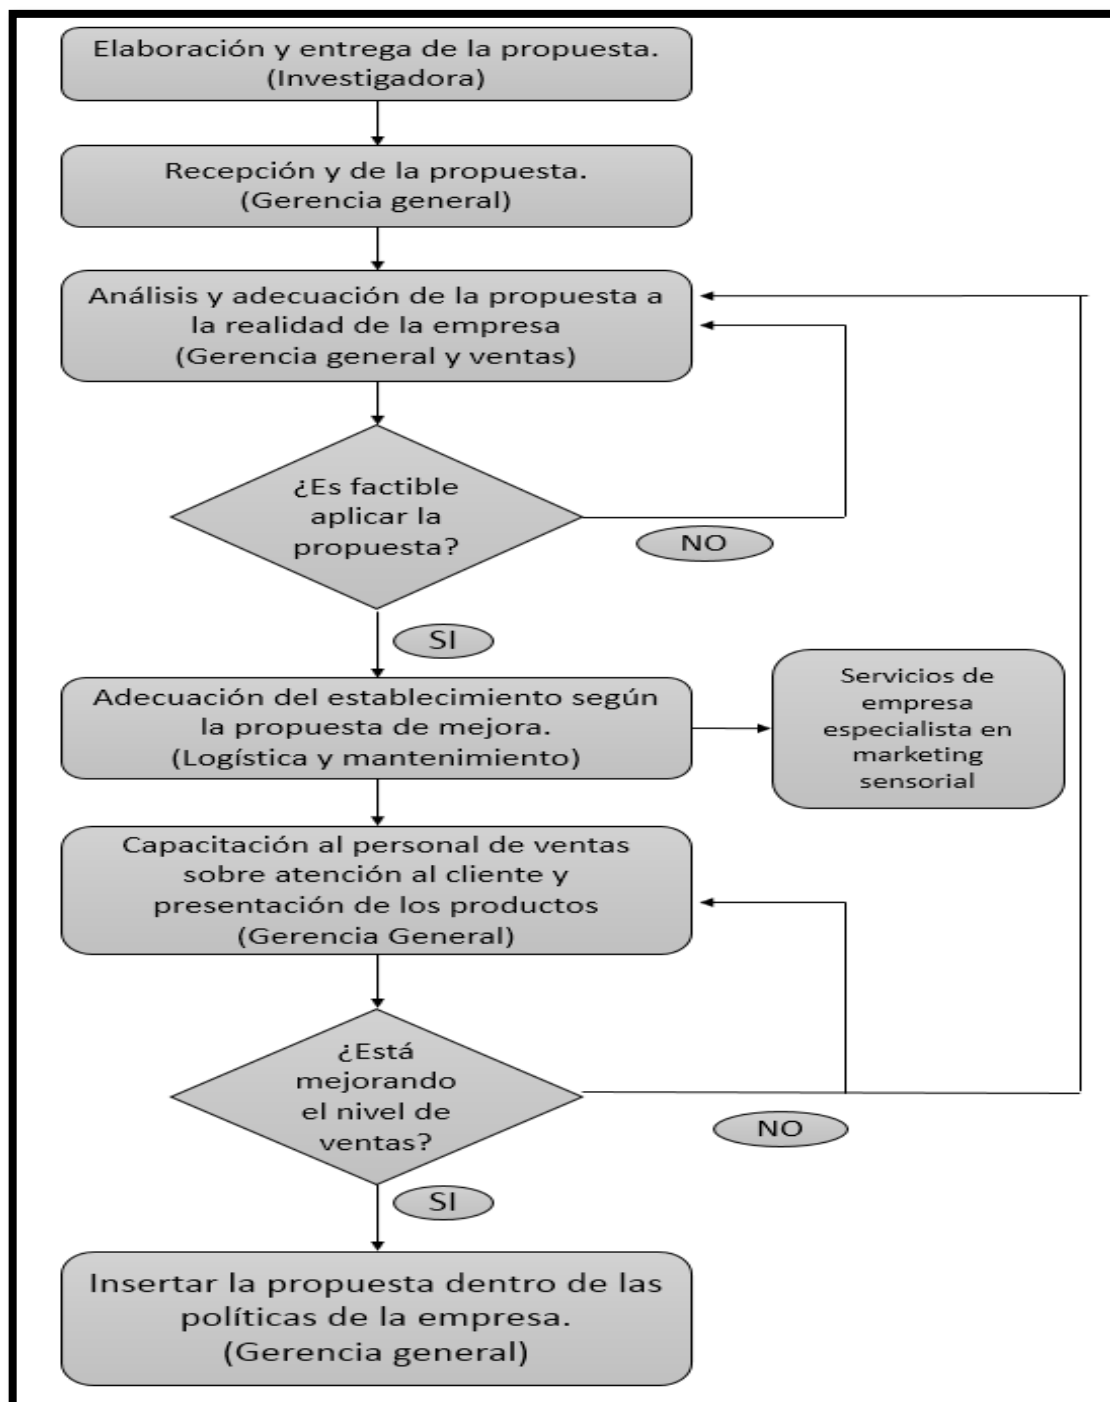 Elaboración y entrega de la propuesta.
(Investigadora)
Recepción y de la propuesta.
(Gerencia general)
Análisis y adecuación de la propuesta a
la realidad de la empresa
(Gerencia general y ventas)
¿Es factible
aplicar la
propuesta?
NO
SI
Adecuación del establecimiento según
la propuesta de mejora.
(Logística y mantenimiento)
Servicios de
empresa
especialista en
marketing
sensorial
Capacitación al personal de ventas
sobre atención al cliente y
presentación de los productos
(Gerencia General)
¿Está
mejorando
el nivel de
ventas?
NO
SI
Insertar la propuesta dentro de las
políticas de la empresa.
(Gerencia general)